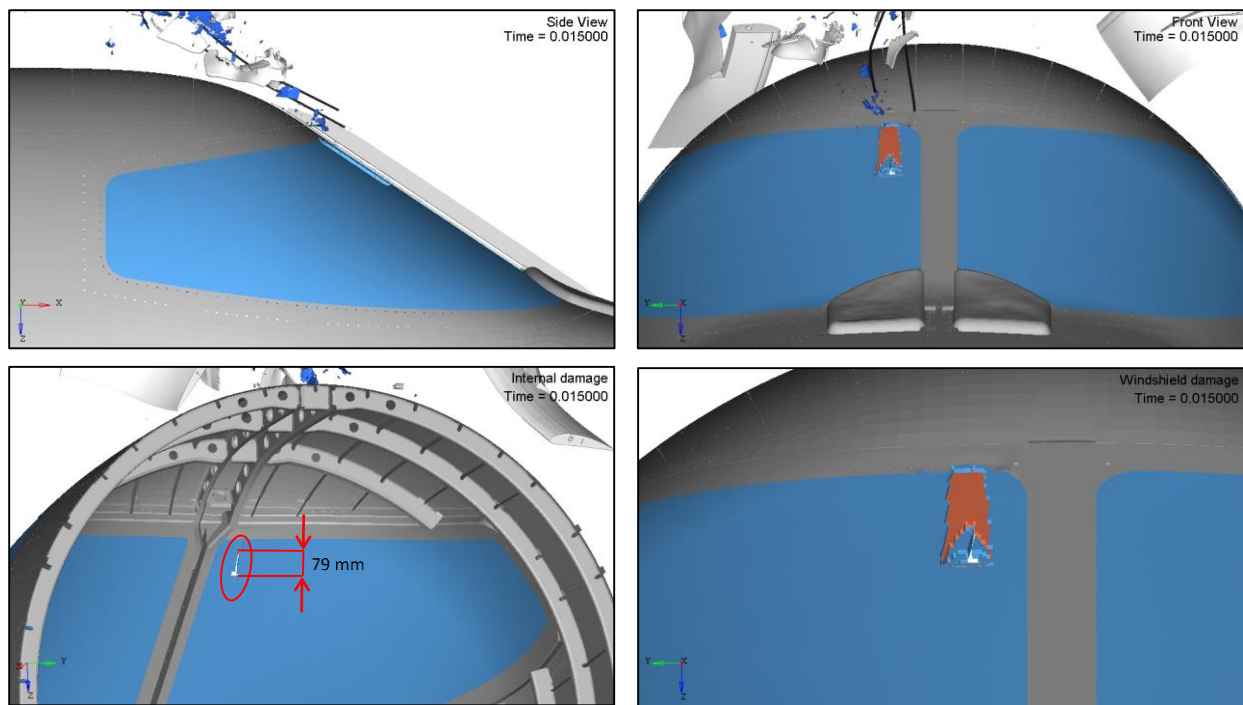 Side View
Time = 0.015000
Y
X
Z
Front View
Time = 0.015000
Y
X
Z
Internal damage
Time = 0.015000
79 mm
X
Y
Z
Windshield damage
Time = 0.015000
Y
X
Z